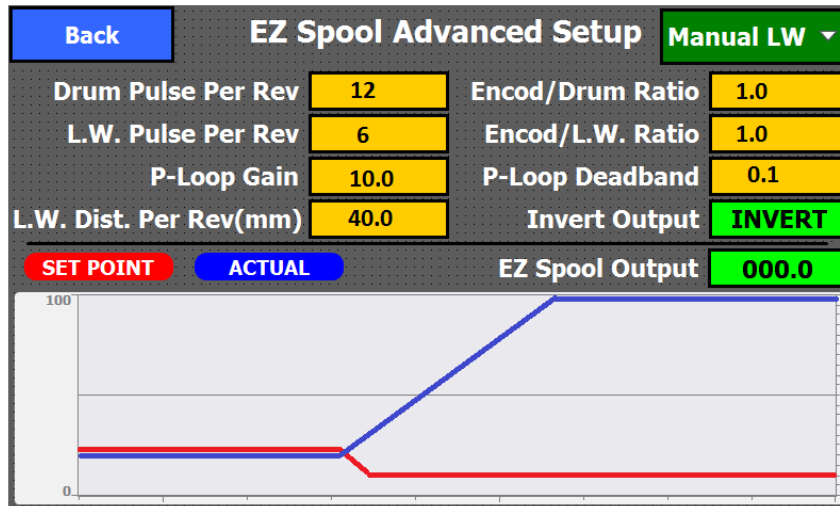 Back EZ Spool Advanced Setup Manual LW
Drum Pulse Per Rev 12 Encod/Drum Ratio 1.0
L.W. Pulse Per Rev 6 Encod/L.W. Ratio 1.0
P-Loop Gain 10.0 P-Loop Deadband 0.1
L.W. Dist. Per Rev(mm) 40.0 Invert Output INVERT
SET POINT ACTUAL EZ Spool Output 000.0
100
0